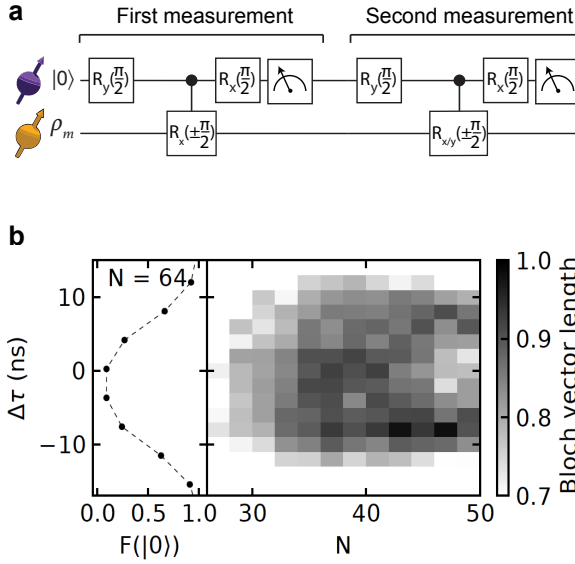 a
First measurement
Second measurement
|0⟩
R_y(π/2)
R_x(π/2)
R_y(π/2)
R_x(π/2)
ρ_m
R_x(±π/2)
R_x/y(±π/2)
b
N = 64
10
0
−10
Δτ (ns)
0.0 0.5 1.0
F(|0⟩)
30 40 50
N
1.0
0.9
0.8
0.7
Bloch vector length